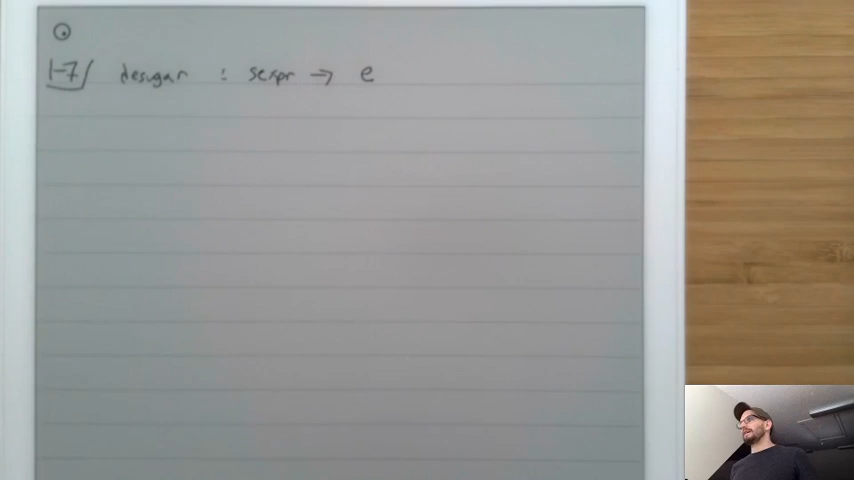 1-7/ desugar : sexpr → e